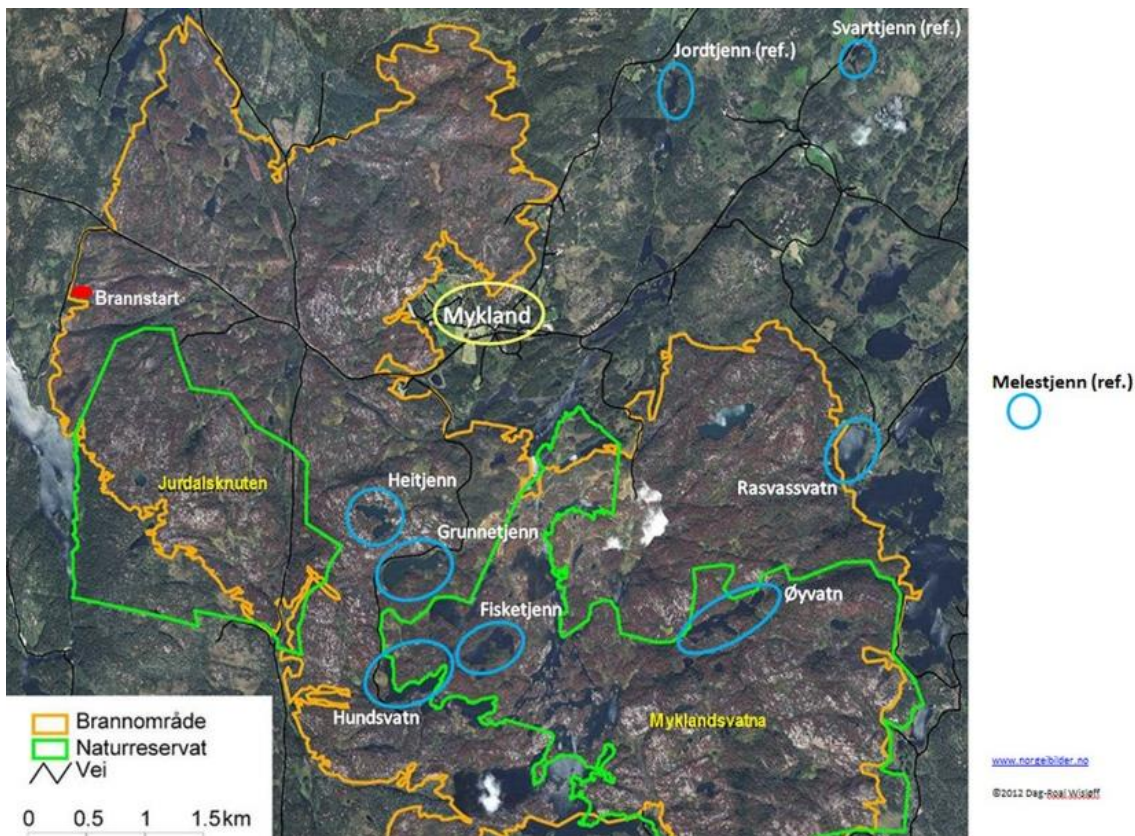 Svarttjenn (ref.)
Jordtjenn (ref.)
Brannstart
Mykland
Melestjenn (ref.)
Jurdalsknuten
Heitjenn
Rasvassvatn
Grunnetjenn
Fisketjenn
Øyvatn
Hundsvatn
Myklandsvatna
Brannområde
Naturreservat
Vei
0 0.5 1 1.5km
www.norgeibilder.no
©2012 Dag-Roal Wisløff